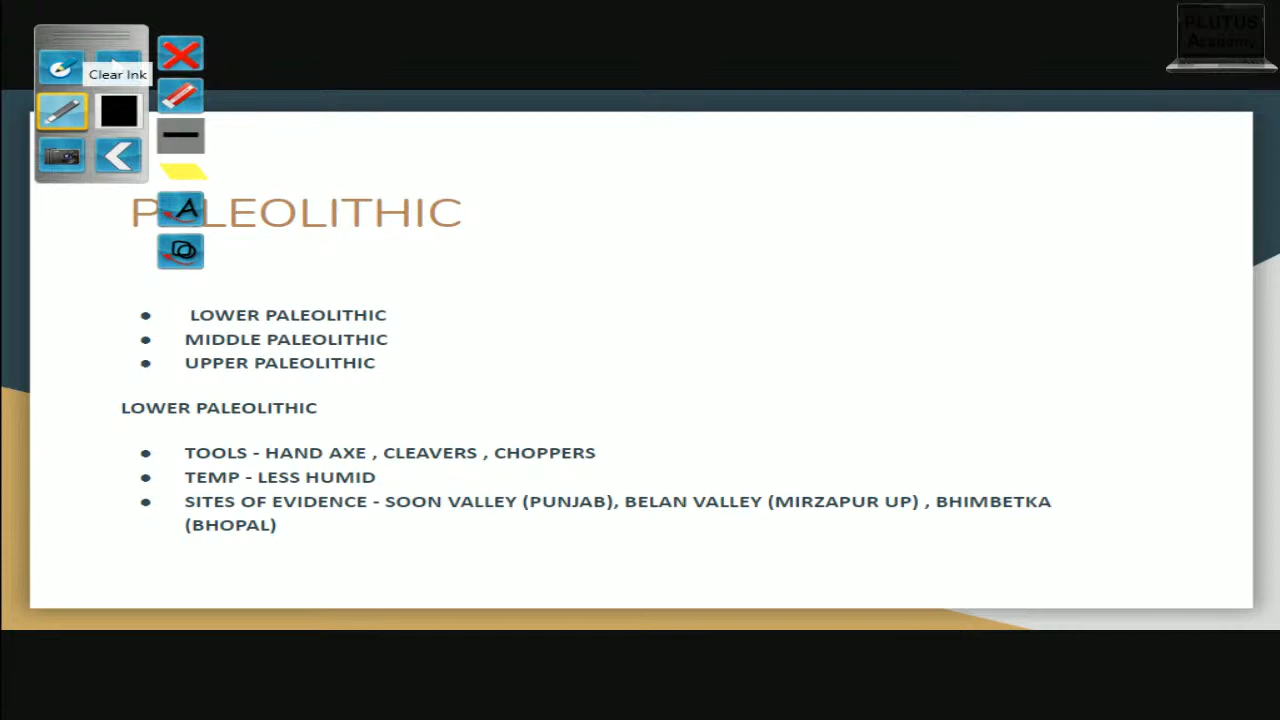 PLUTUS
Academy
Clear Ink
PALEOLITHIC
● LOWER PALEOLITHIC
● MIDDLE PALEOLITHIC
● UPPER PALEOLITHIC
LOWER PALEOLITHIC
● TOOLS - HAND AXE , CLEAVERS , CHOPPERS
● TEMP - LESS HUMID
● SITES OF EVIDENCE - SOON VALLEY (PUNJAB), BELAN VALLEY (MIRZAPUR UP) , BHIMBETKA
(BHOPAL)